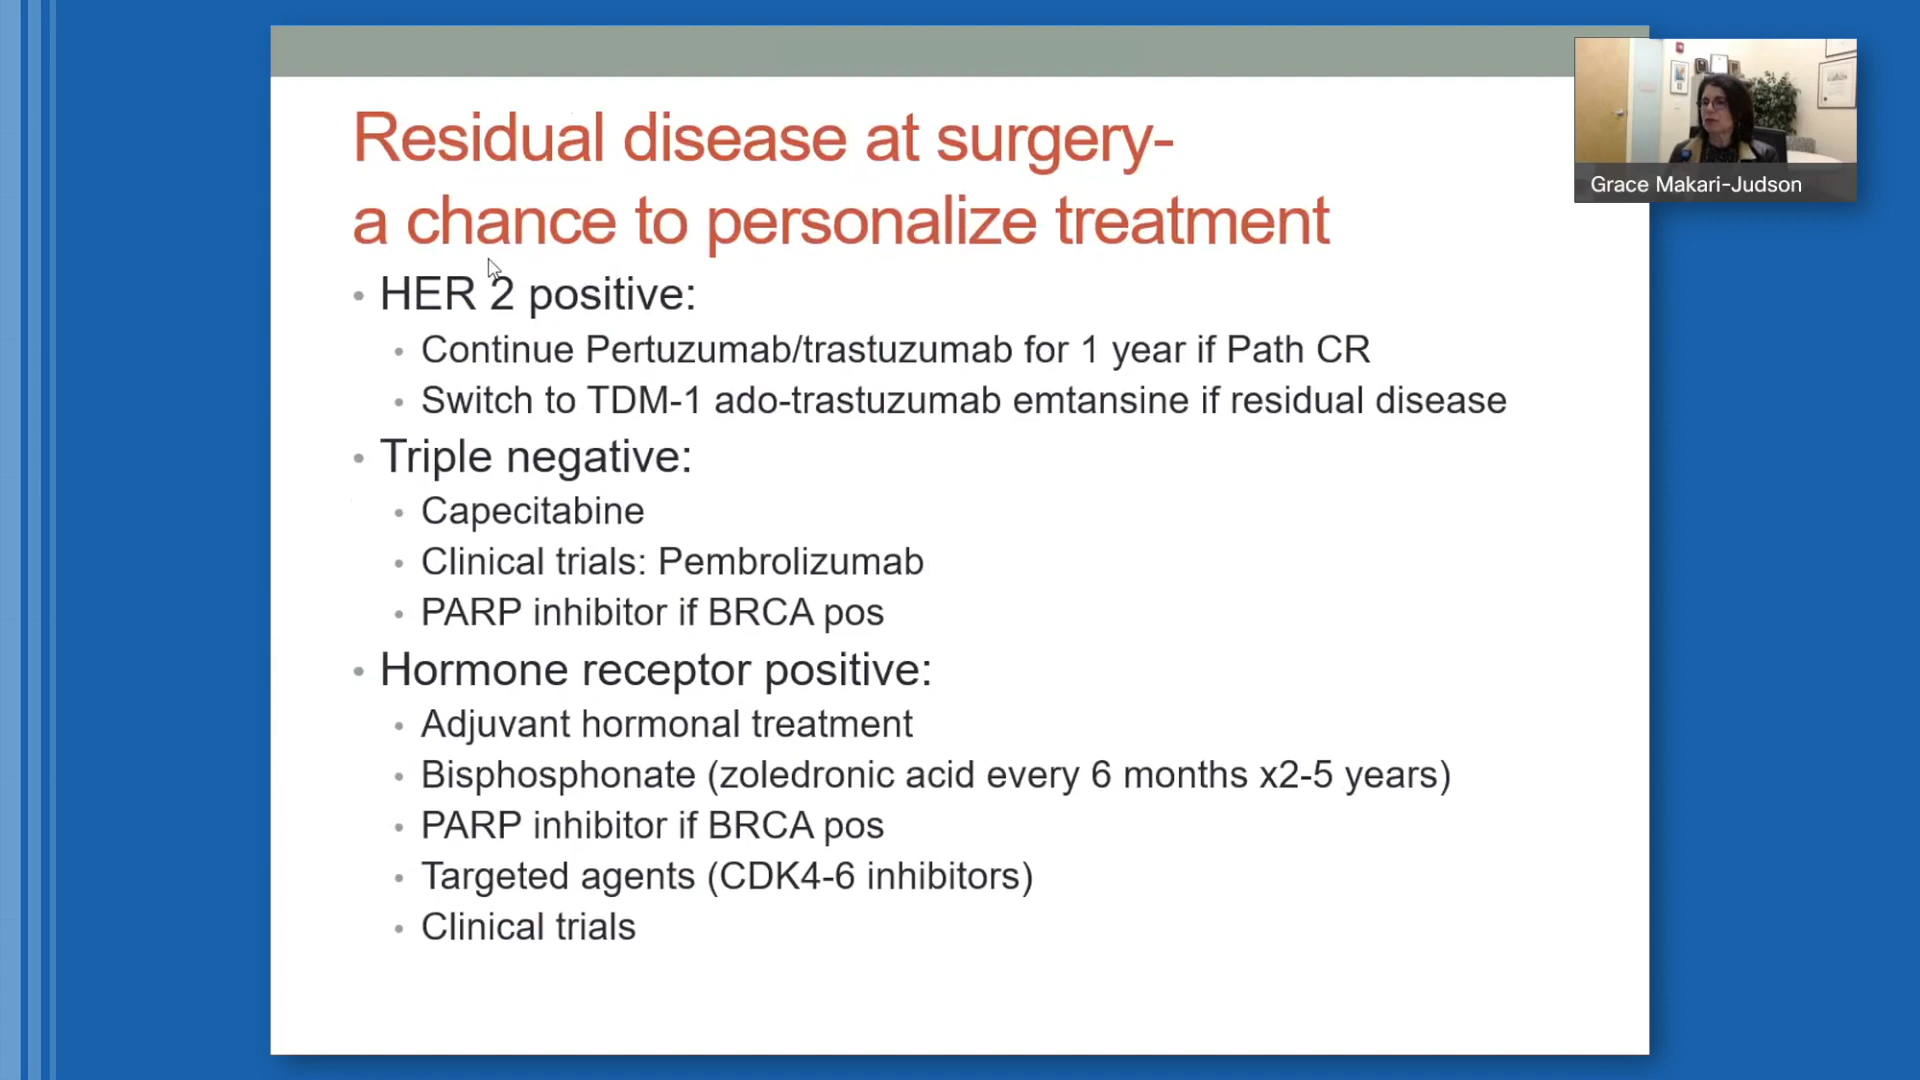 Residual disease at surgery-
a chance to personalize treatment
• HER 2 positive:
• Continue Pertuzumab/trastuzumab for 1 year if Path CR
• Switch to TDM-1 ado-trastuzumab emtansine if residual disease
• Triple negative:
• Capecitabine
• Clinical trials: Pembrolizumab
• PARP inhibitor if BRCA pos
• Hormone receptor positive:
• Adjuvant hormonal treatment
• Bisphosphonate (zoledronic acid every 6 months x2-5 years)
• PARP inhibitor if BRCA pos
• Targeted agents (CDK4-6 inhibitors)
• Clinical trials
Grace Makari-Judson